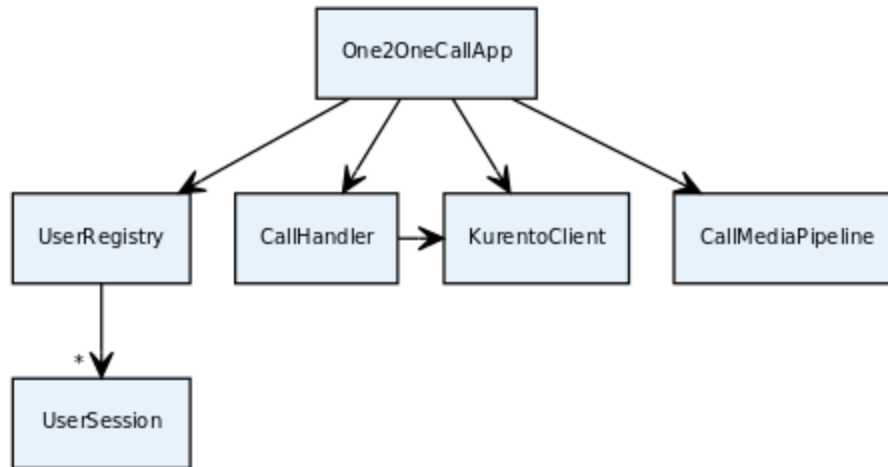 One2OneCallApp
UserRegistry
CallHandler
KurentoClient
CallMediaPipeline
*
UserSession